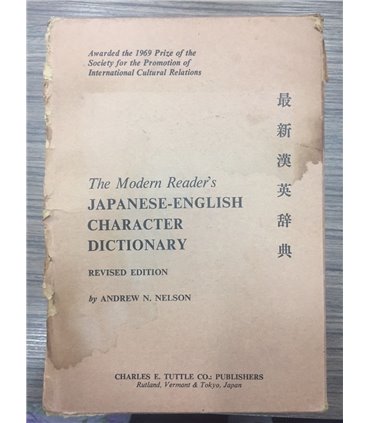 Awarded the 1969 Prize of the
Society for the Promotion of
International Cultural Relations
最新漢英辞典
The Modern Reader's
JAPANESE-ENGLISH
CHARACTER
DICTIONARY
REVISED EDITION
by ANDREW N. NELSON
CHARLES E. TUTTLE CO.: PUBLISHERS
Rutland, Vermont & Tokyo, Japan